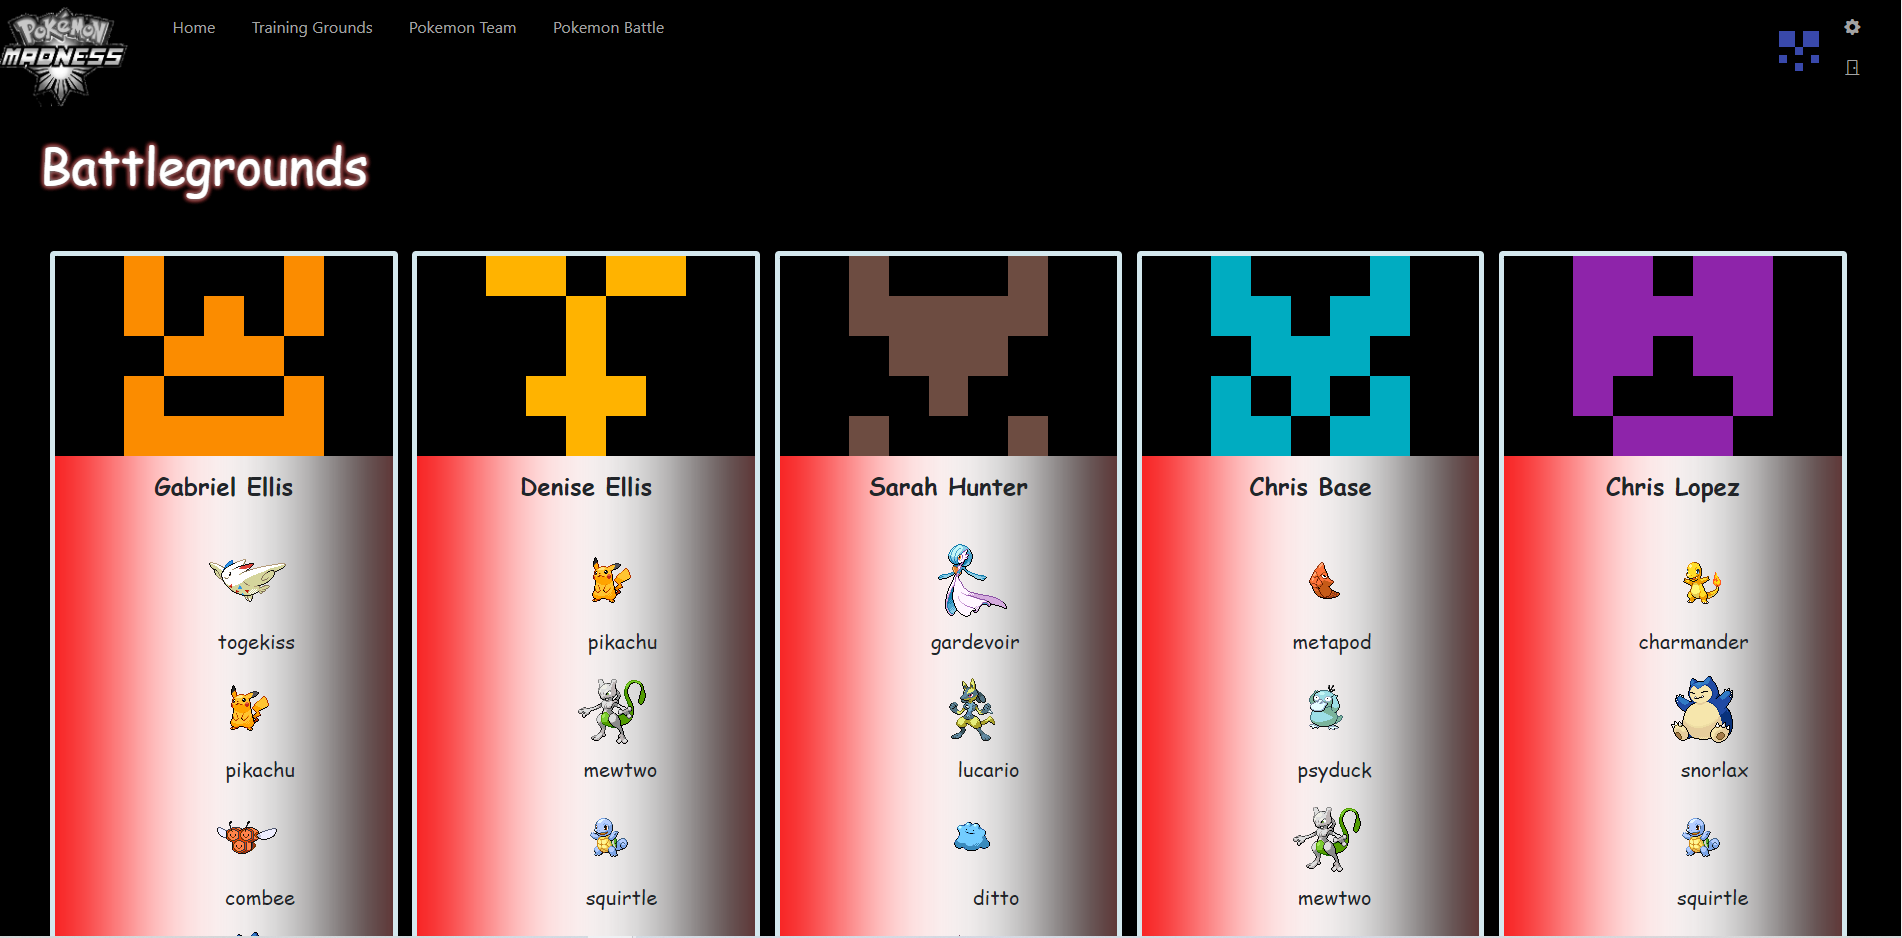 POKéMON
MADNESS
Home Training Grounds Pokemon Team Pokemon Battle
Battlegrounds
Gabriel Ellis
togekiss
pikachu
combee
Denise Ellis
pikachu
mewtwo
squirtle
Sarah Hunter
gardevoir
lucario
ditto
Chris Base
metapod
psyduck
mewtwo
Chris Lopez
charmander
snorlax
squirtle